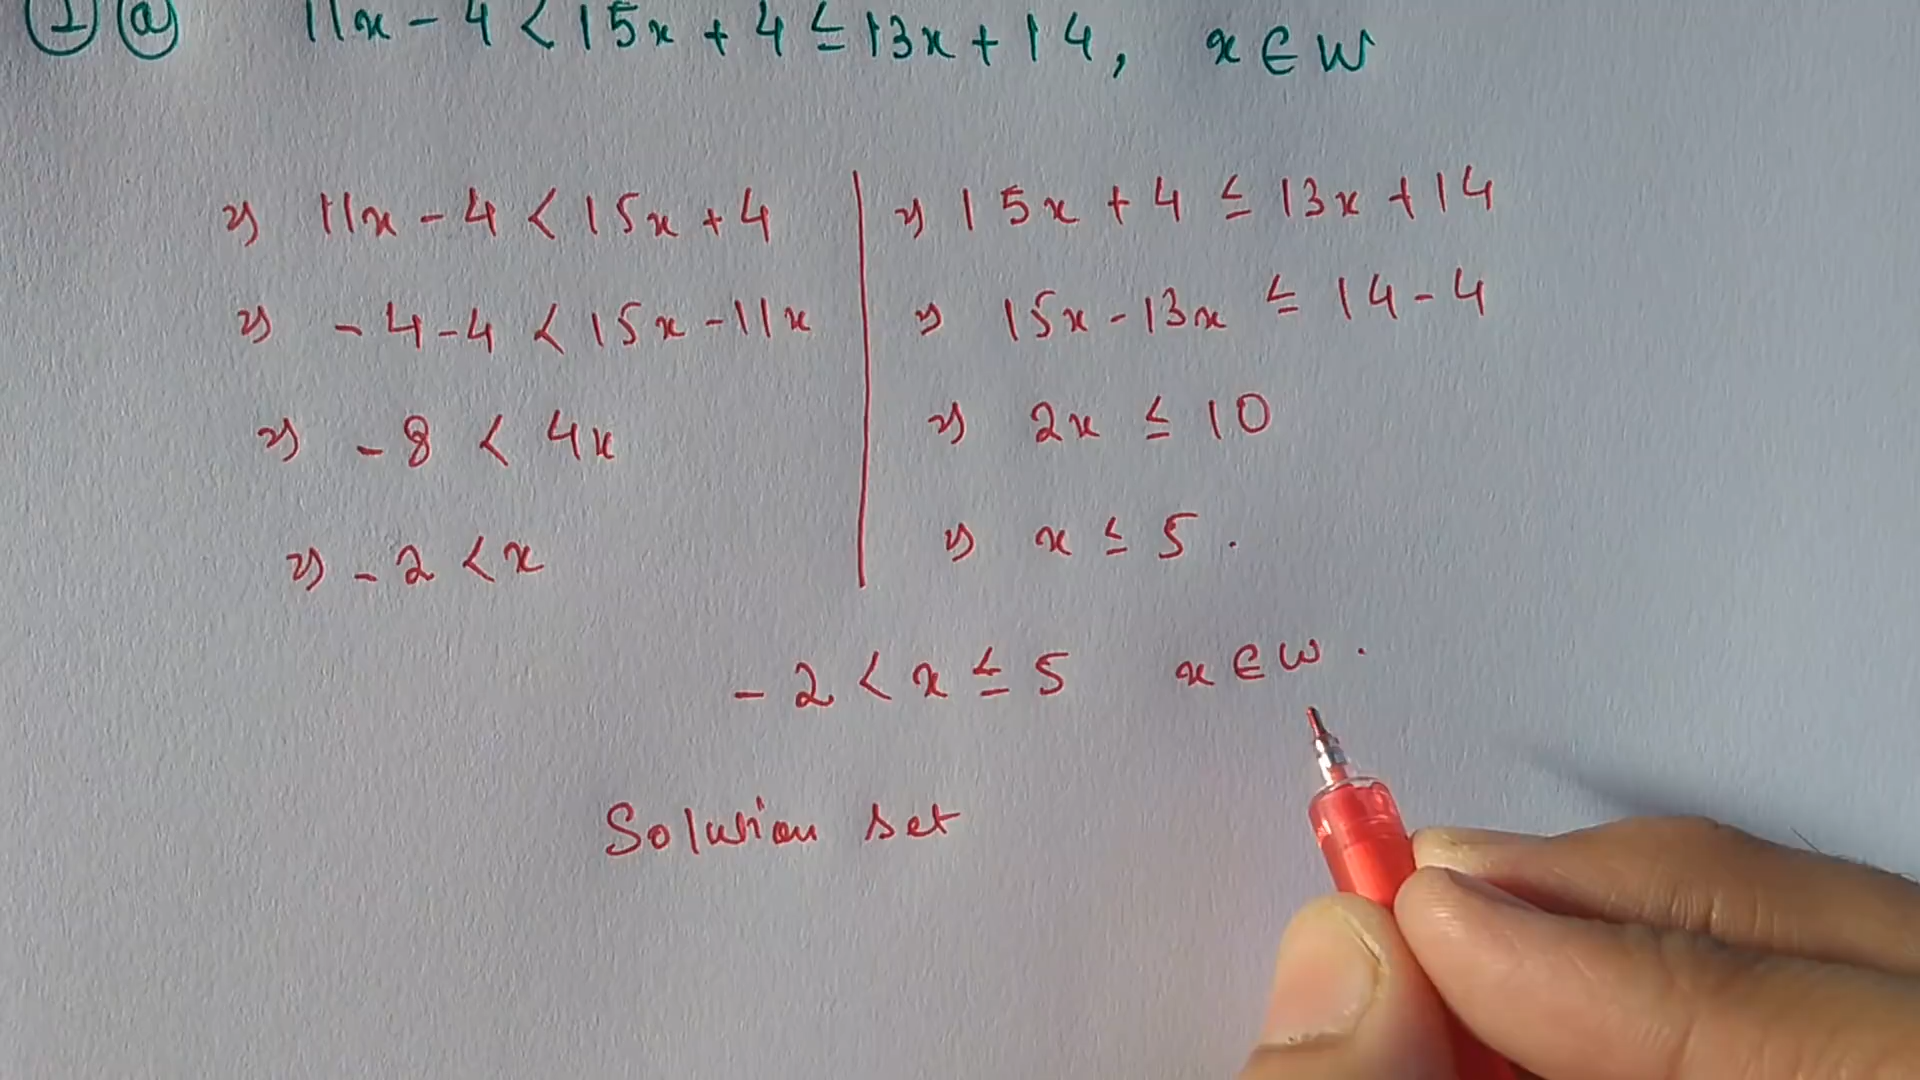 1 a 11x - 4 < 15x + 4 ≤ 13x + 14, x ∈ W
⇒ 11x - 4 < 15x + 4
⇒ - 4 - 4 < 15x - 11x
⇒ - 8 < 4x
⇒ - 2 < x
⇒ 15x + 4 ≤ 13x + 14
⇒ 15x - 13x ≤ 14 - 4
⇒ 2x ≤ 10
⇒ x ≤ 5.
- 2 < x ≤ 5 x ∈ W.
Solution set